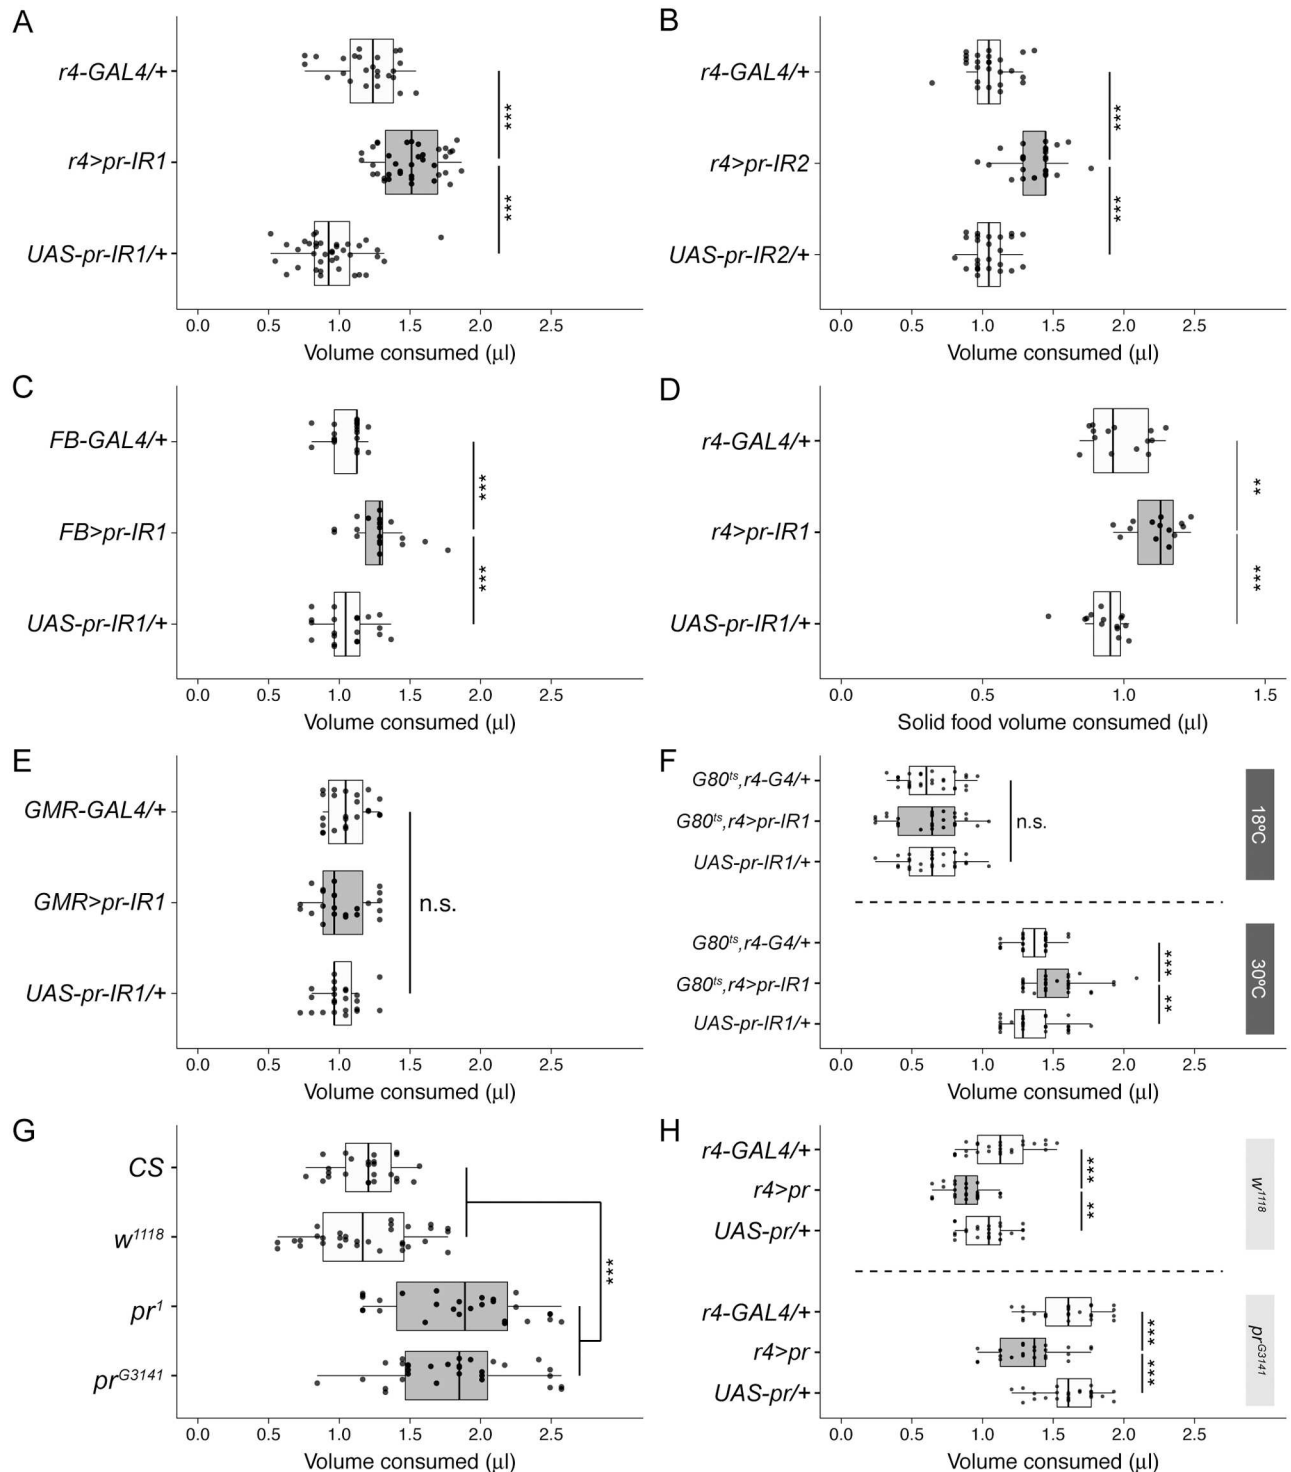 A
r4-GAL4/+
r4>pr-IR1
UAS-pr-IR1/+
***
***
0.0 0.5 1.0 1.5 2.0 2.5
Volume consumed (μl)
B
r4-GAL4/+
r4>pr-IR2
UAS-pr-IR2/+
***
***
0.0 0.5 1.0 1.5 2.0 2.5
Volume consumed (μl)
C
FB-GAL4/+
FB>pr-IR1
UAS-pr-IR1/+
***
***
0.0 0.5 1.0 1.5 2.0 2.5
Volume consumed (μl)
D
r4-GAL4/+
r4>pr-IR1
UAS-pr-IR1/+
**
***
0.0 0.5 1.0 1.5
Solid food volume consumed (μl)
E
GMR-GAL4/+
GMR>pr-IR1
UAS-pr-IR1/+
n.s.
0.0 0.5 1.0 1.5 2.0 2.5
Volume consumed (μl)
F
G80ts,r4-G4/+
G80ts,r4>pr-IR1
UAS-pr-IR1/+
n.s.
18ºC
G80ts,r4-G4/+
G80ts,r4>pr-IR1
UAS-pr-IR1/+
***
**
30ºC
0.0 0.5 1.0 1.5 2.0 2.5
Volume consumed (μl)
G
CS
w1118
pr1
prG3141
***
0.0 0.5 1.0 1.5 2.0 2.5
Volume consumed (μl)
H
r4-GAL4/+
r4>pr
UAS-pr/+
***
**
w1118
r4-GAL4/+
r4>pr
UAS-pr/+
***
***
prG3141
0.0 0.5 1.0 1.5 2.0 2.5
Volume consumed (μl)